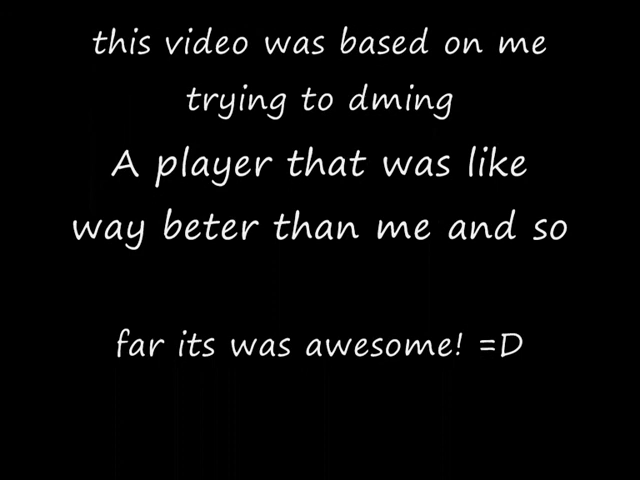 this video was based on me
trying to dming
A player that was like
way beter than me and so
far its was awesome! =D